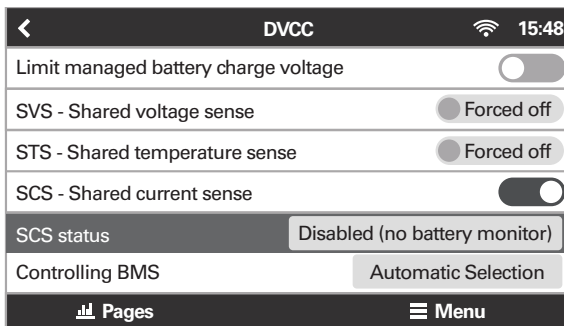 DVCC 15:48
Limit managed battery charge voltage
SVS - Shared voltage sense Forced off
STS - Shared temperature sense Forced off
SCS - Shared current sense
SCS status Disabled (no battery monitor)
Controlling BMS Automatic Selection
Pages Menu